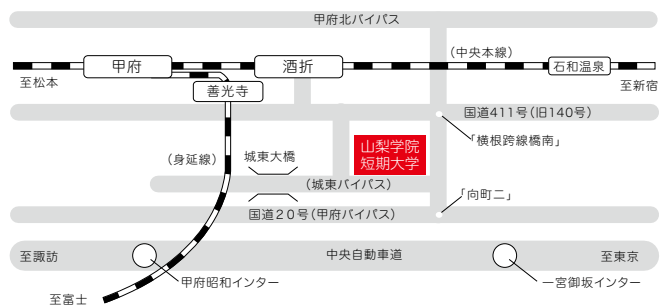 甲府北バイパス
(中央本線)
甲府
酒折
石和温泉
至松本
至新宿
善光寺
国道411号(旧140号)
「横根跨線橋南」
山梨学院
短期大学
(身延線)
城東大橋
(城東バイパス)
「向町二」
国道20号(甲府バイパス)
至諏訪
中央自動車道
至東京
甲府昭和インター
一宮御坂インター
至富士